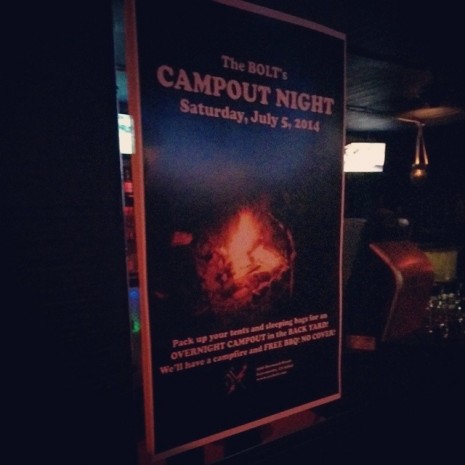 The BOLT's
CAMPOUT NIGHT
Saturday, July 5, 2014
Pack up your tents and sleeping bags for an
OVERNIGHT CAMPOUT in the BACK YARD!
We'll have a campfire and FREE BBQ! NO COVER!